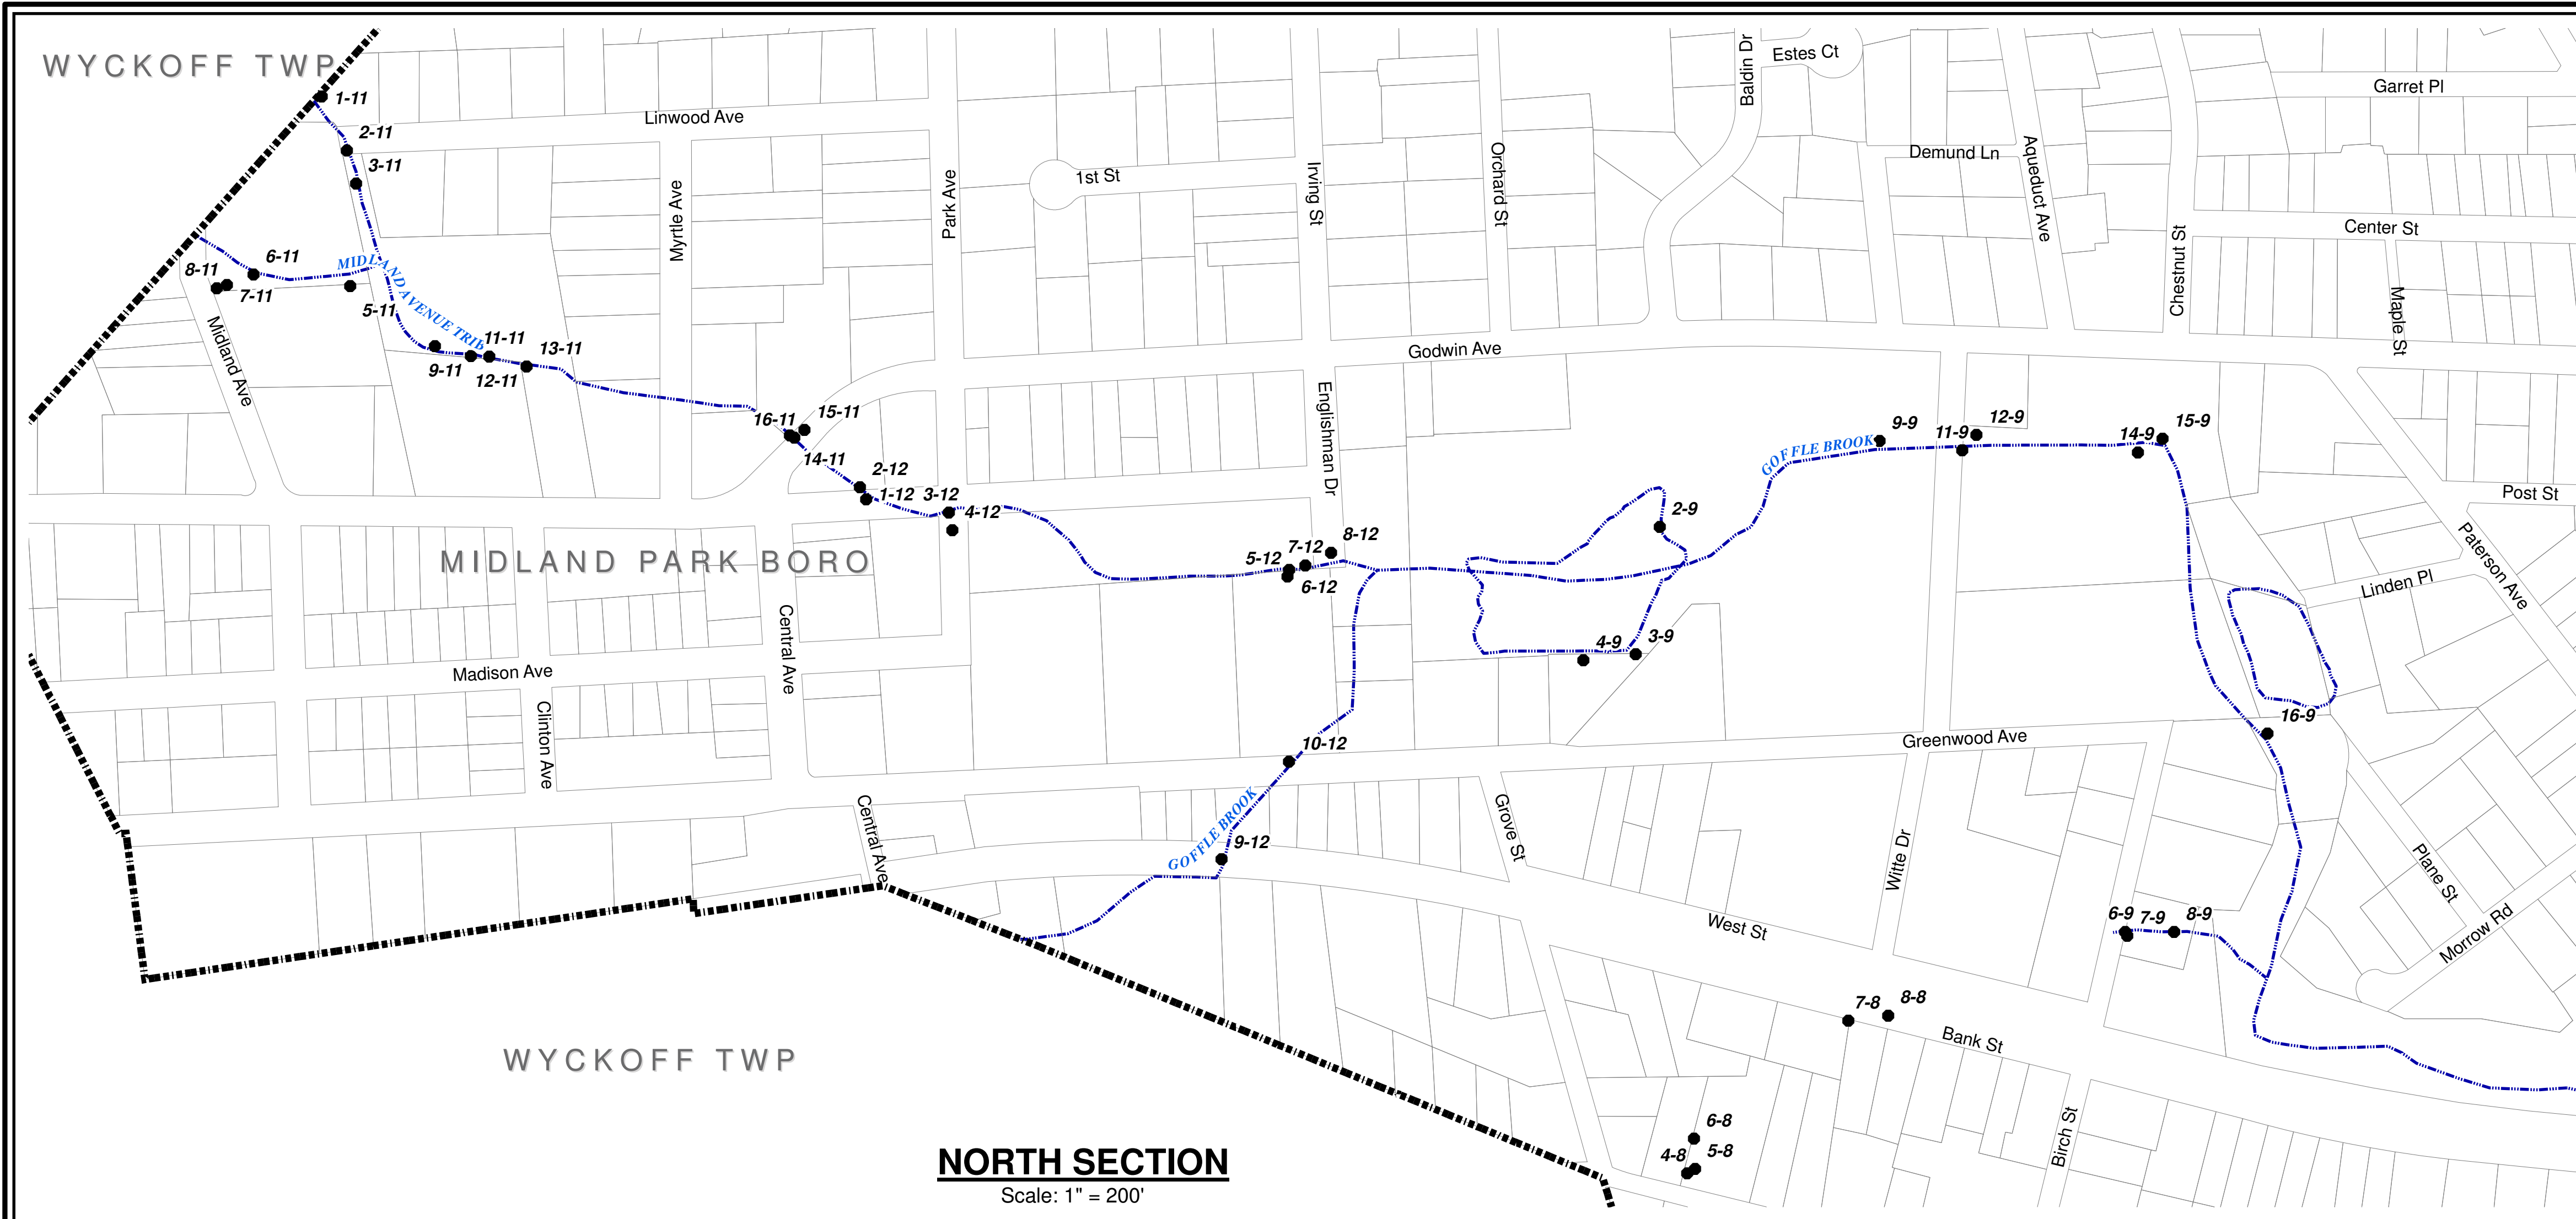 WYCKOFF TWP
1-11
2-11
3-11
Linwood Ave
Myrtle Ave
Park Ave
1st St
Irving St
Orchard St
Baldin Dr
Estes Ct
Demund Ln
Aqueduct Ave
Chestnut St
Garret Pl
Center St
Maple St
6-11
8-11
7-11
5-11
MIDLAND AVENUE TRIB
Midland Ave
11-11
13-11
9-11
12-11
Godwin Ave
Englishman Dr
16-11
15-11
14-11
2-12
1-12
3-12
4-12
GOFFLE BROOK
9-9
11-9
12-9
14-9
15-9
Post St
Paterson Ave
Linden Pl
2-9
MIDLAND PARK BORO
5-12
7-12
8-12
6-12
4-9
3-9
Central Ave
Madison Ave
Clinton Ave
16-9
10-12
Greenwood Ave
GOFFLE BROOK
9-12
Central Ave
Grove St
Witte Dr
West St
Plane St
Morrow Rd
6-9
7-9
8-9
7-8
8-8
Bank St
WYCKOFF TWP
6-8
4-8
5-8
Birch St
NORTH SECTION
Scale: 1" = 200'